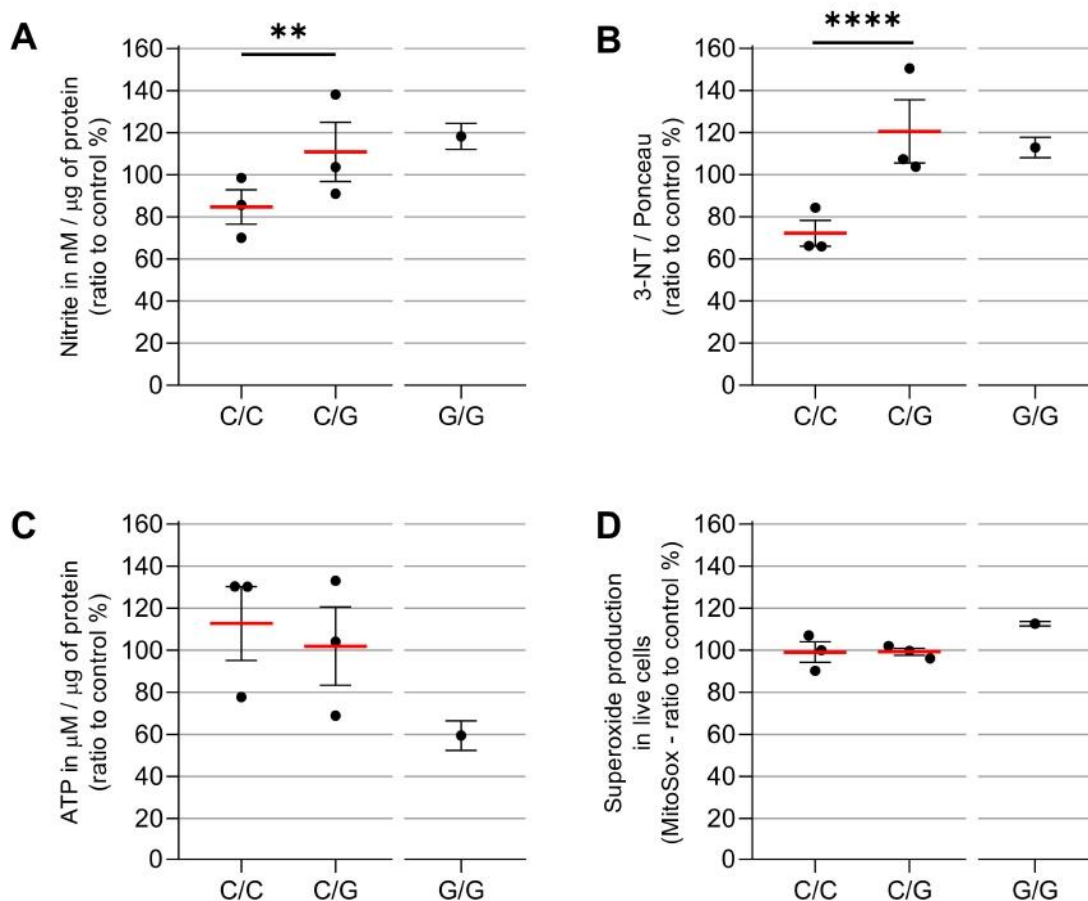 A
**
160
140
120
100
80
60
40
20
0
Nitrite in nM / μg of protein
(ratio to control %)
C/C C/G G/G
B
****
160
140
120
100
80
60
40
20
0
3-NT / Ponceau
(ratio to control %)
C/C C/G G/G
C
160
140
120
100
80
60
40
20
0
ATP in μM / μg of protein
(ratio to control %)
C/C C/G G/G
D
160
140
120
100
80
60
40
20
0
Superoxide production
in live cells
(MitoSox - ratio to control %)
C/C C/G G/G